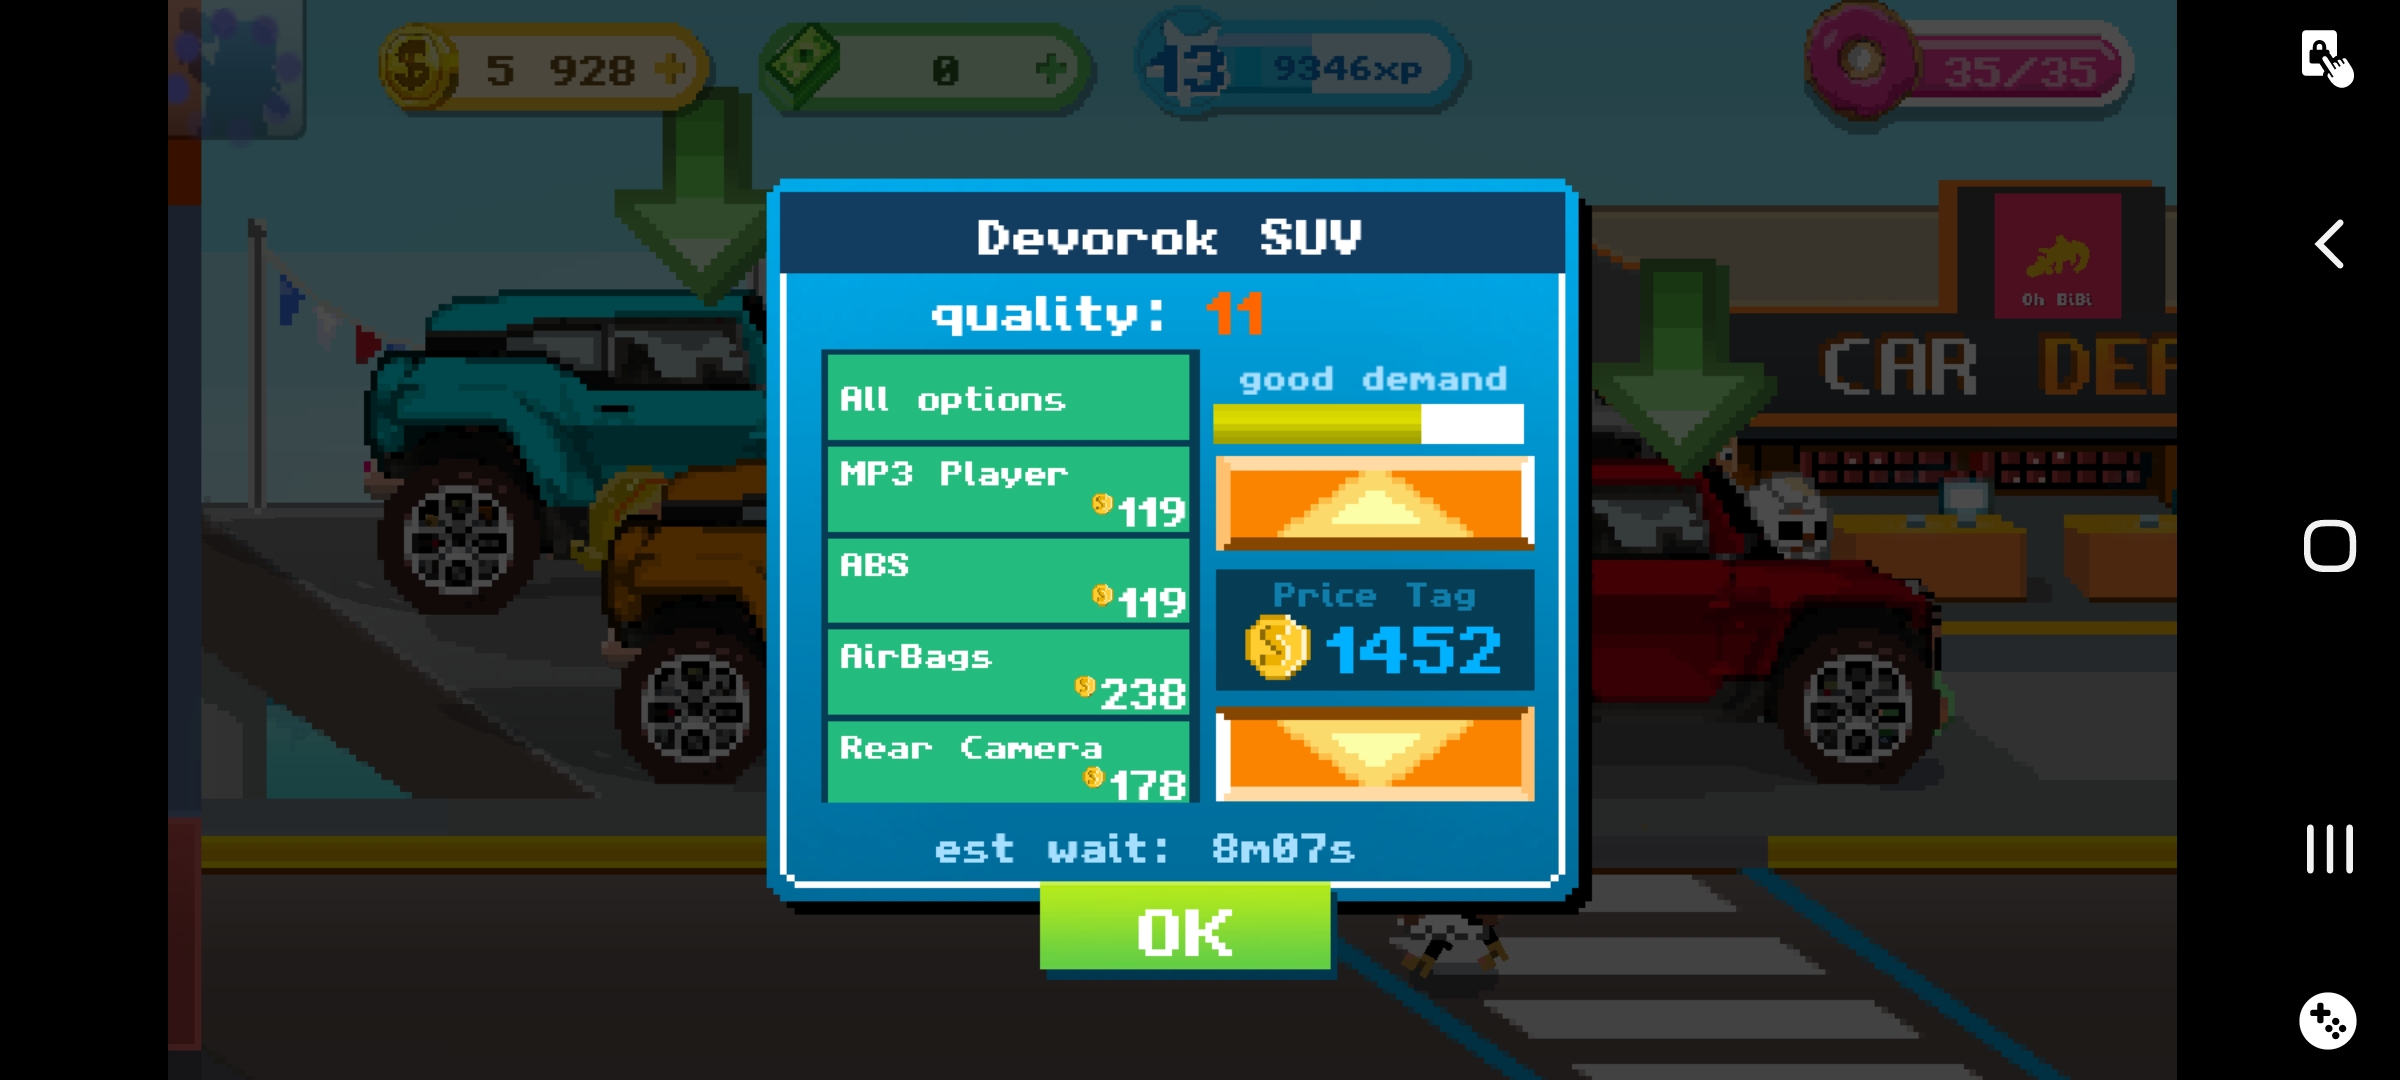 5 928
0
13
9346xp
35/35
Devorok SUV
quality: 11
All options
MP3 Player
119
ABS
119
AirBags
238
Rear Camera
178
good demand
Price Tag
1452
est wait: 8m07s
OK
Oh BiBi
CAR DE